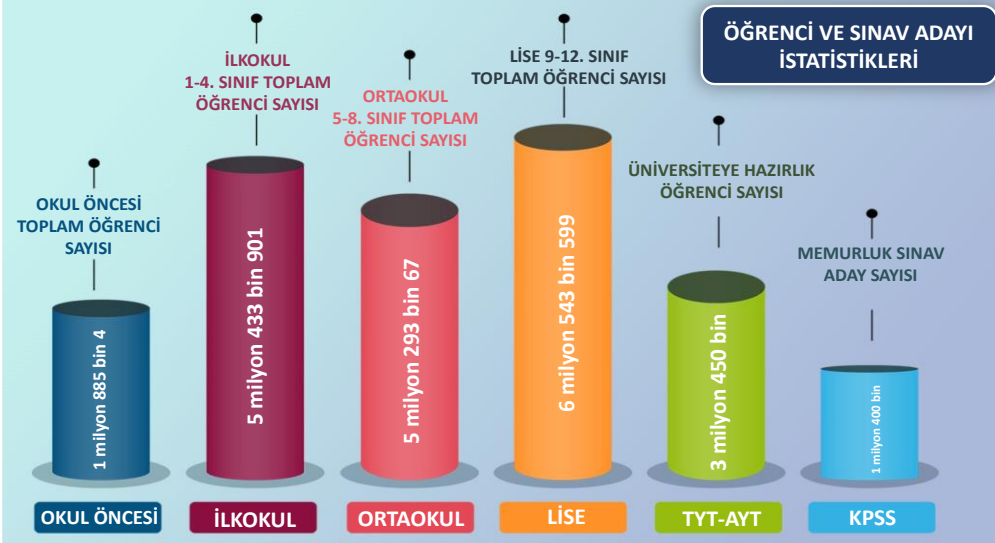 ÖĞRENCİ VE SINAV ADAYI
İSTATİSTİKLERİ
OKUL ÖNCESİ
TOPLAM ÖĞRENCİ
SAYISI
1 milyon 885 bin 4
OKUL ÖNCESİ
İLKOKUL
1-4. SINIF TOPLAM
ÖĞRENCİ SAYISI
5 milyon 433 bin 901
İLKOKUL
ORTAOKUL
5-8. SINIF TOPLAM
ÖĞRENCİ SAYISI
5 milyon 293 bin 67
ORTAOKUL
LİSE 9-12. SINIF
TOPLAM ÖĞRENCİ SAYISI
6 milyon 543 bin 599
LİSE
ÜNİVERSİTEYE HAZIRLIK
ÖĞRENCİ SAYISI
3 milyon 450 bin
TYT-AYT
MEMURLUK SINAV
ADAY SAYISI
1 milyon 400 bin
KPSS